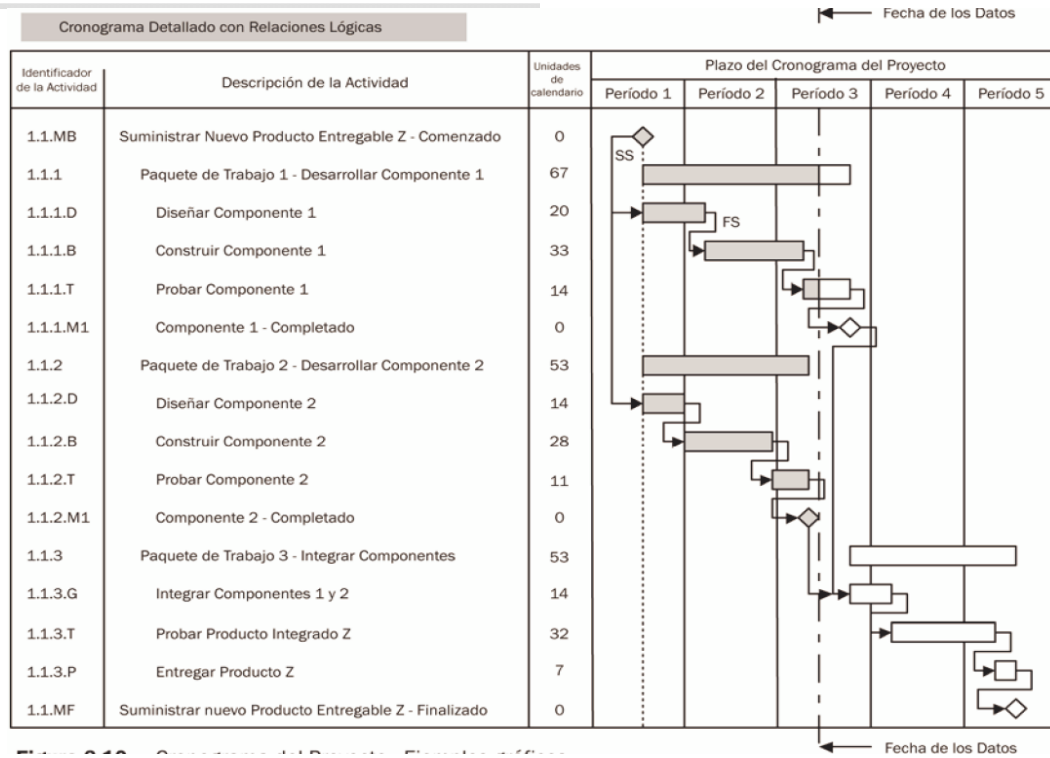 Fecha de los Datos
Cronograma Detallado con Relaciones Lógicas
Identificador de la Actividad
Descripción de la Actividad
Unidades de calendario
Plazo del Cronograma del Proyecto
Período 1 Período 2 Período 3 Período 4 Período 5
1.1.MB Suministrar Nuevo Producto Entregable Z - Comenzado 0
SS
1.1.1 Paquete de Trabajo 1 - Desarrollar Componente 1 67
1.1.1.D Diseñar Componente 1 20
FS
1.1.1.B Construir Componente 1 33
1.1.1.T Probar Componente 1 14
1.1.1.M1 Componente 1 - Completado 0
1.1.2 Paquete de Trabajo 2 - Desarrollar Componente 2 53
1.1.2.D Diseñar Componente 2 14
1.1.2.B Construir Componente 2 28
1.1.2.T Probar Componente 2 11
1.1.2.M1 Componente 2 - Completado 0
1.1.3 Paquete de Trabajo 3 - Integrar Componentes 53
1.1.3.G Integrar Componentes 1 y 2 14
1.1.3.T Probar Producto Integrado Z 32
1.1.3.P Entregar Producto Z 7
1.1.MF Suministrar nuevo Producto Entregable Z - Finalizado 0
Fecha de los Datos